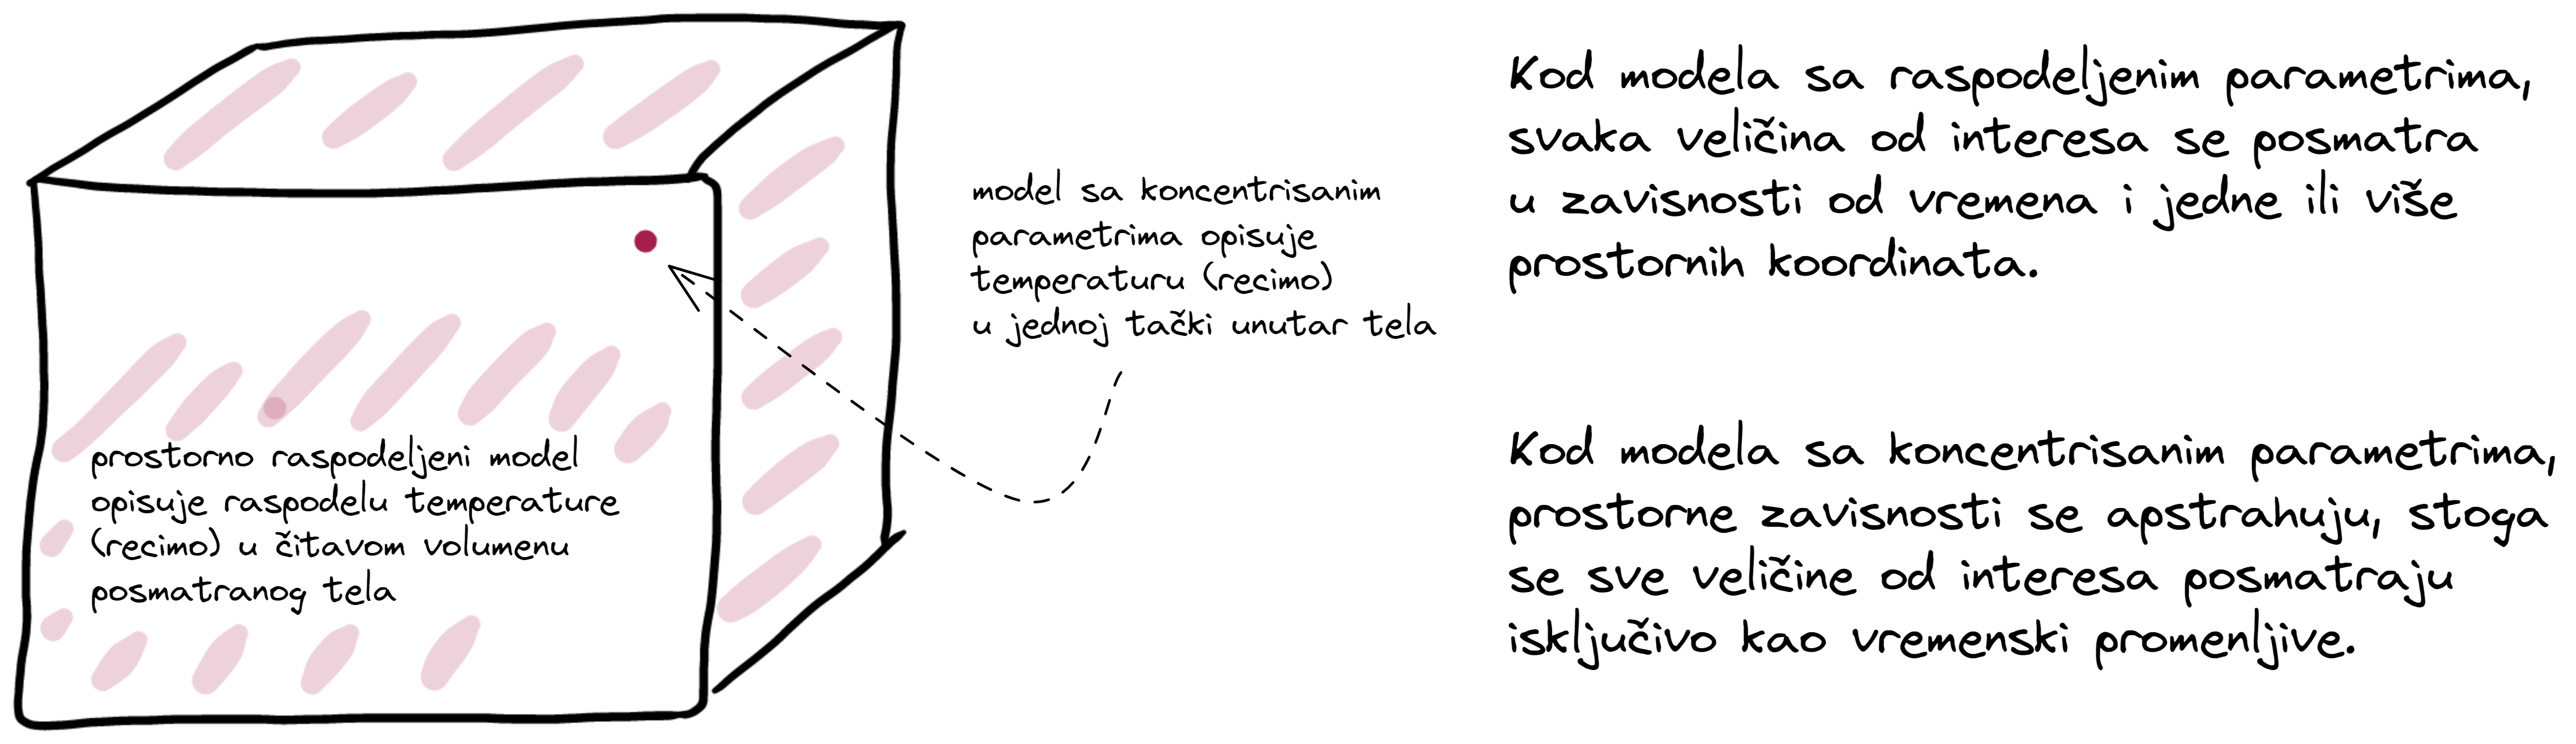 prostorno raspodeljeni model
opisuje raspodelu temperature
(recimo) u čitavom volumenu
posmatranog tela
model sa koncentrisanim
parametrima opisuje
temperaturu (recimo)
u jednoj tački unutar tela
Kod modela sa raspodeljenim parametrima,
svaka veličina od interesa se posmatra
u zavisnosti od vremena i jedne ili više
prostornih koordinata.
Kod modela sa koncentrisanim parametrima,
prostorne zavisnosti se apstrahuju, stoga
se sve veličine od interesa posmatraju
isključivo kao vremenski promenljive.